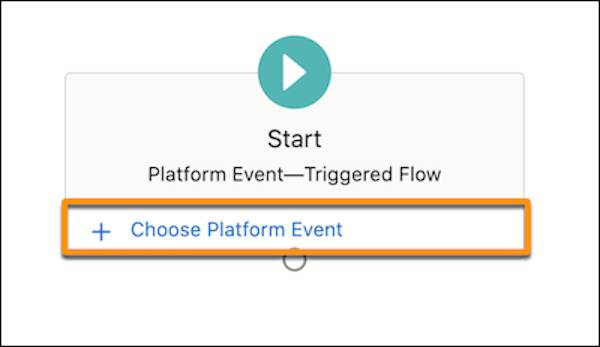 Start
Platform Event—Triggered Flow
+ Choose Platform Event